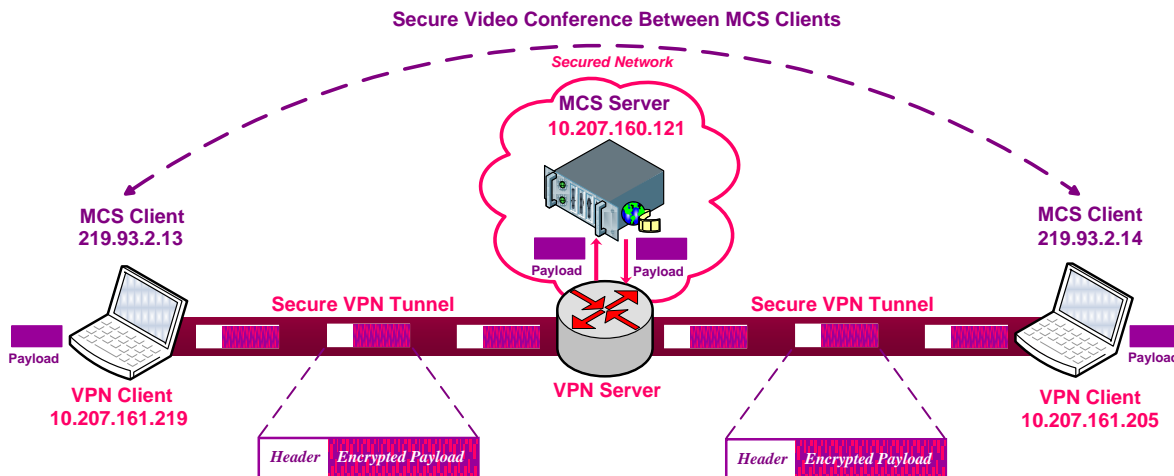 Secure Video Conference Between MCS Clients
Secured Network
MCS Server
10.207.160.121
MCS Client
219.93.2.13
MCS Client
219.93.2.14
Payload
Payload
Secure VPN Tunnel
Secure VPN Tunnel
Payload
Payload
VPN Client
10.207.161.219
VPN Server
VPN Client
10.207.161.205
Header
Encrypted Payload
Header
Encrypted Payload